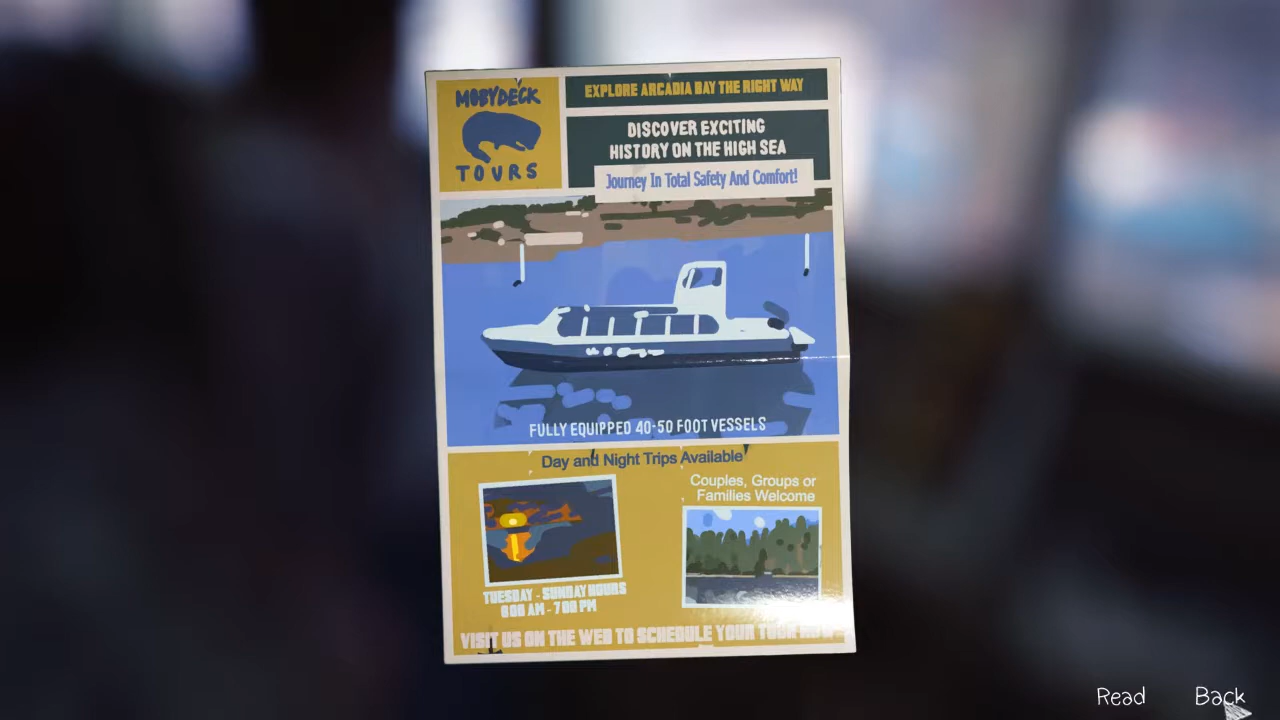 MOBYDECK
TOURS
EXPLORE ARCADIA BAY THE RIGHT WAY
DISCOVER EXCITING
HISTORY ON THE HIGH SEA
Journey In Total Safety And Comfort!
FULLY EQUIPPED 40-50 FOOT VESSELS
Day and Night Trips Available
Couples, Groups or
Families Welcome
TUESDAY - SUNDAY HOURS
AM - 7:00 PM
VISIT US ON THE WEB TO SCHEDULE YOUR TOUR
Read
Back